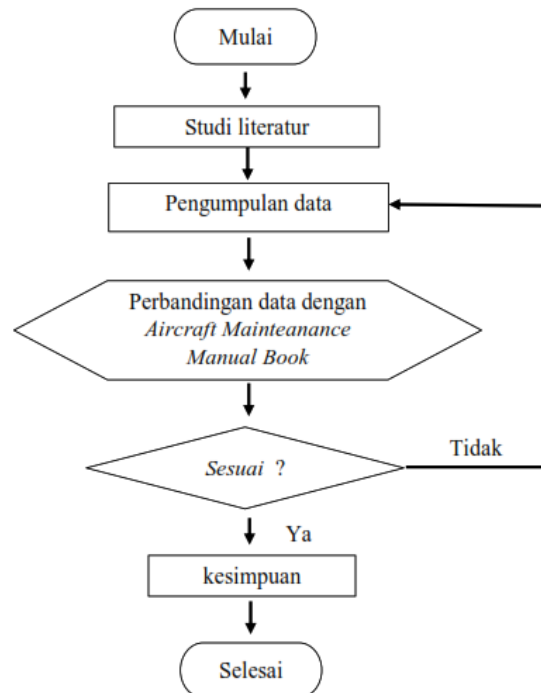 Mulai
Studi literatur
Pengumpulan data
Perbandingan data dengan
Aircraft Mainteanance
Manual Book
Sesuai ?
Tidak
Ya
kesimpuan
Selesai